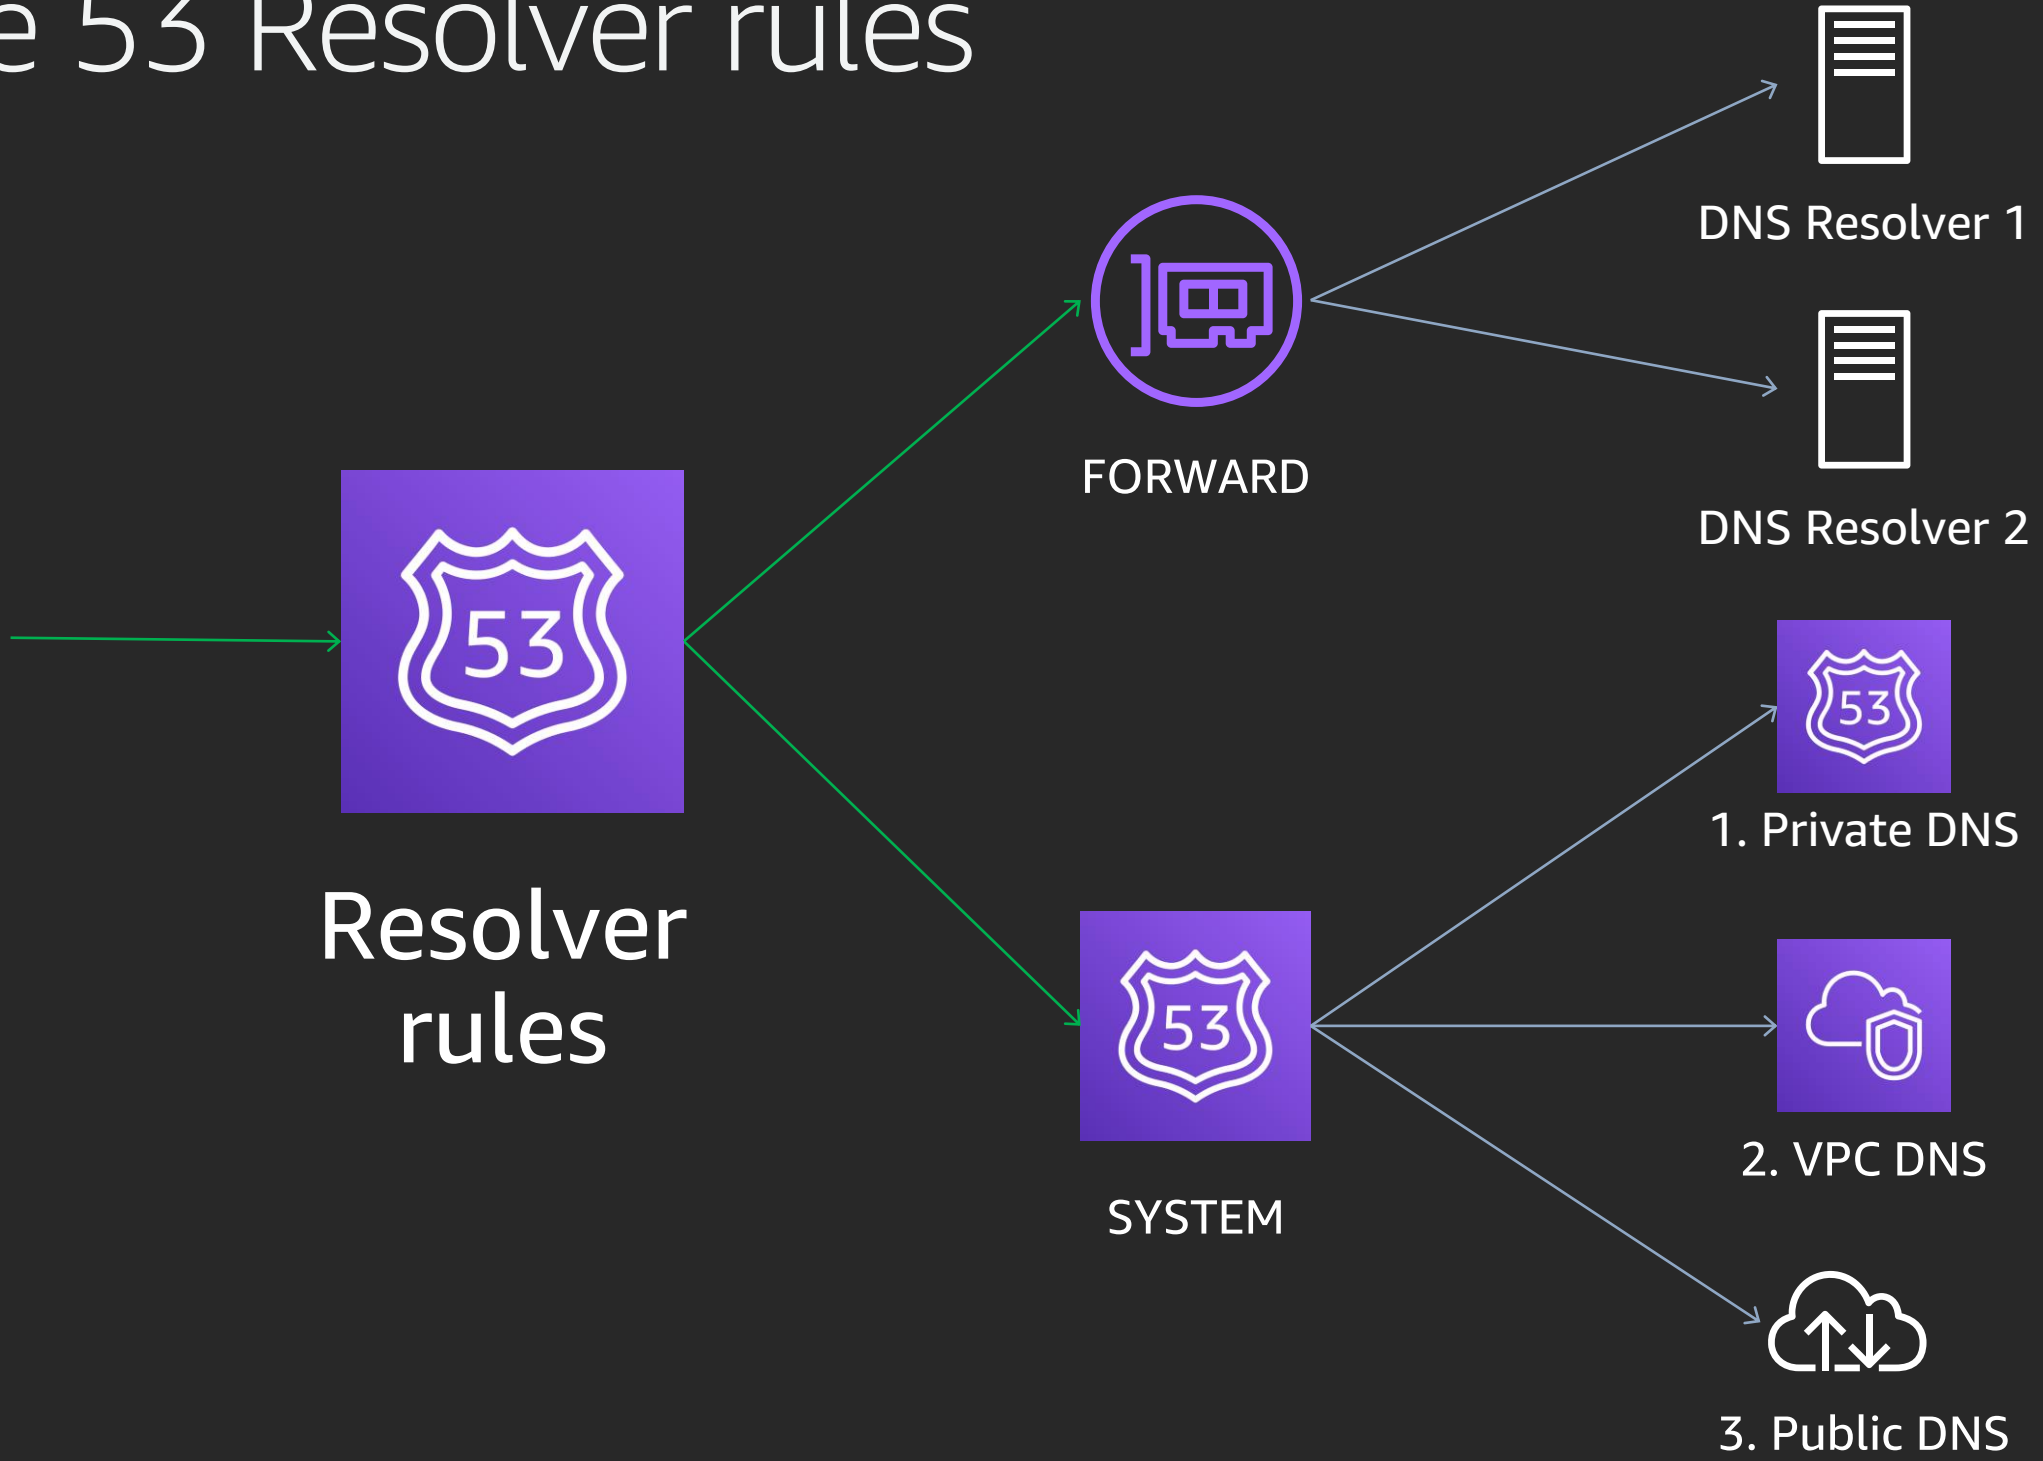 e 53 Resolver rules
DNS Resolver 1
FORWARD
DNS Resolver 2
53
Resolver
rules
53
1. Private DNS
53
SYSTEM
2. VPC DNS
3. Public DNS